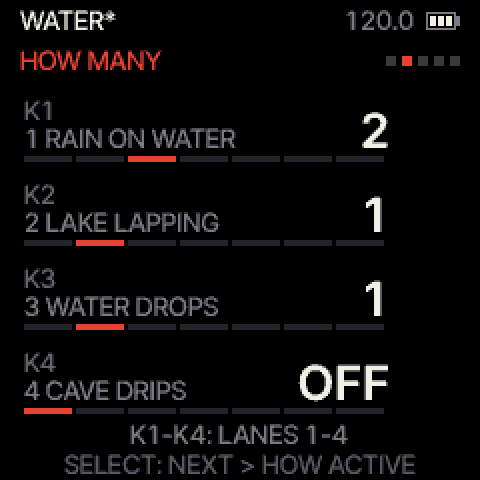 WATER* 120.0
HOW MANY
K1
1 RAIN ON WATER 2
K2
2 LAKE LAPPING 1
K3
3 WATER DROPS 1
K4
4 CAVE DRIPS OFF
K1-K4: LANES 1-4
SELECT: NEXT > HOW ACTIVE